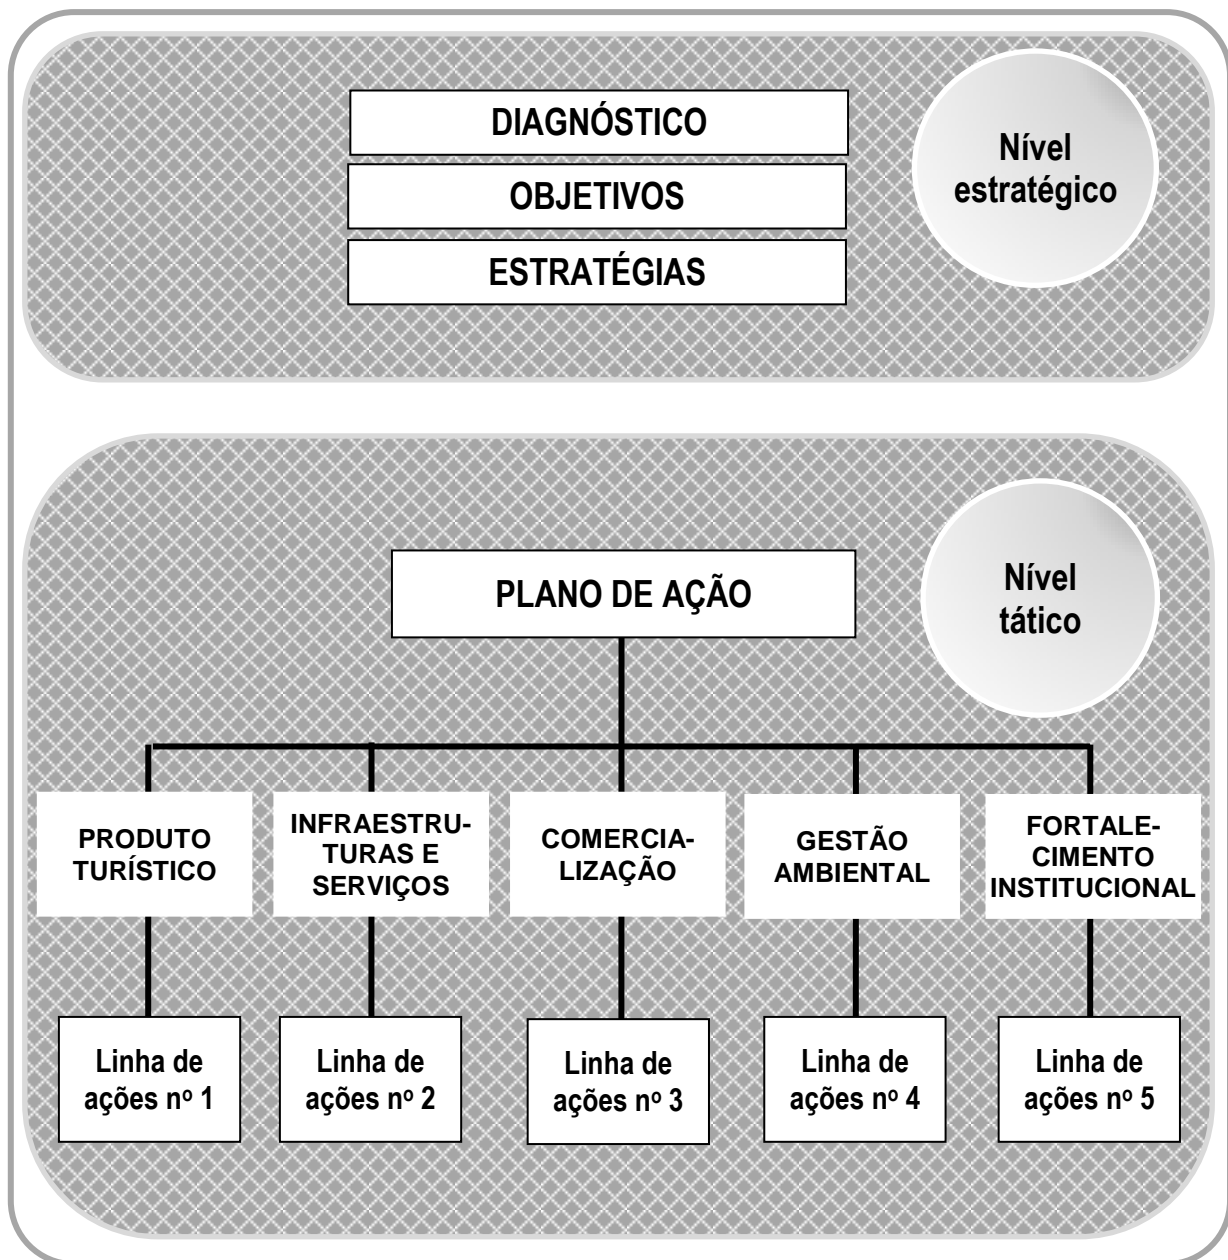 DIAGNÓSTICO
OBJETIVOS
ESTRATÉGIAS
Nível
estratégico
PLANO DE AÇÃO
Nível
tático
PRODUTO
TURÍSTICO
INFRAESTRU-
TURAS E
SERVIÇOS
COMERCIA-
LIZAÇÃO
GESTÃO
AMBIENTAL
FORTALE-
CIMENTO
INSTITUCIONAL
Linha de
ações nº 1
Linha de
ações nº 2
Linha de
ações nº 3
Linha de
ações nº 4
Linha de
ações nº 5